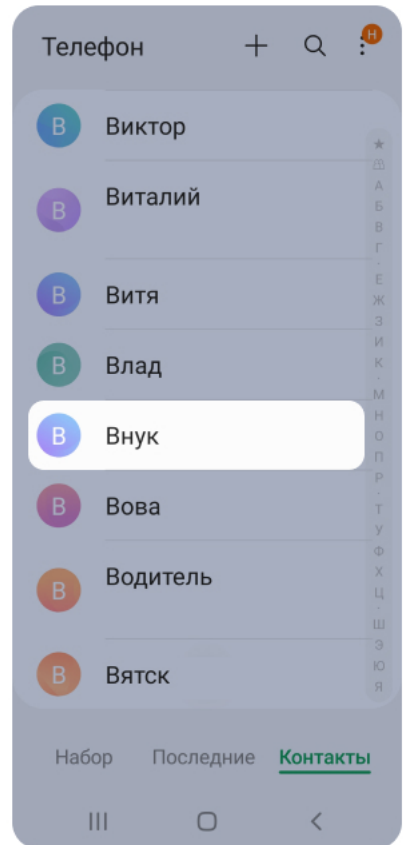 Телефон
Н
В Виктор
В Виталий
В Витя
В Влад
В Внук
В Вова
В Водитель
В Вятск
А
Б
В
Г
Е
Ж
З
И
К
М
Н
О
П
Р
Т
У
Ф
Х
Ц
Ш
Э
Ю
Я
Набор Последние Контакты